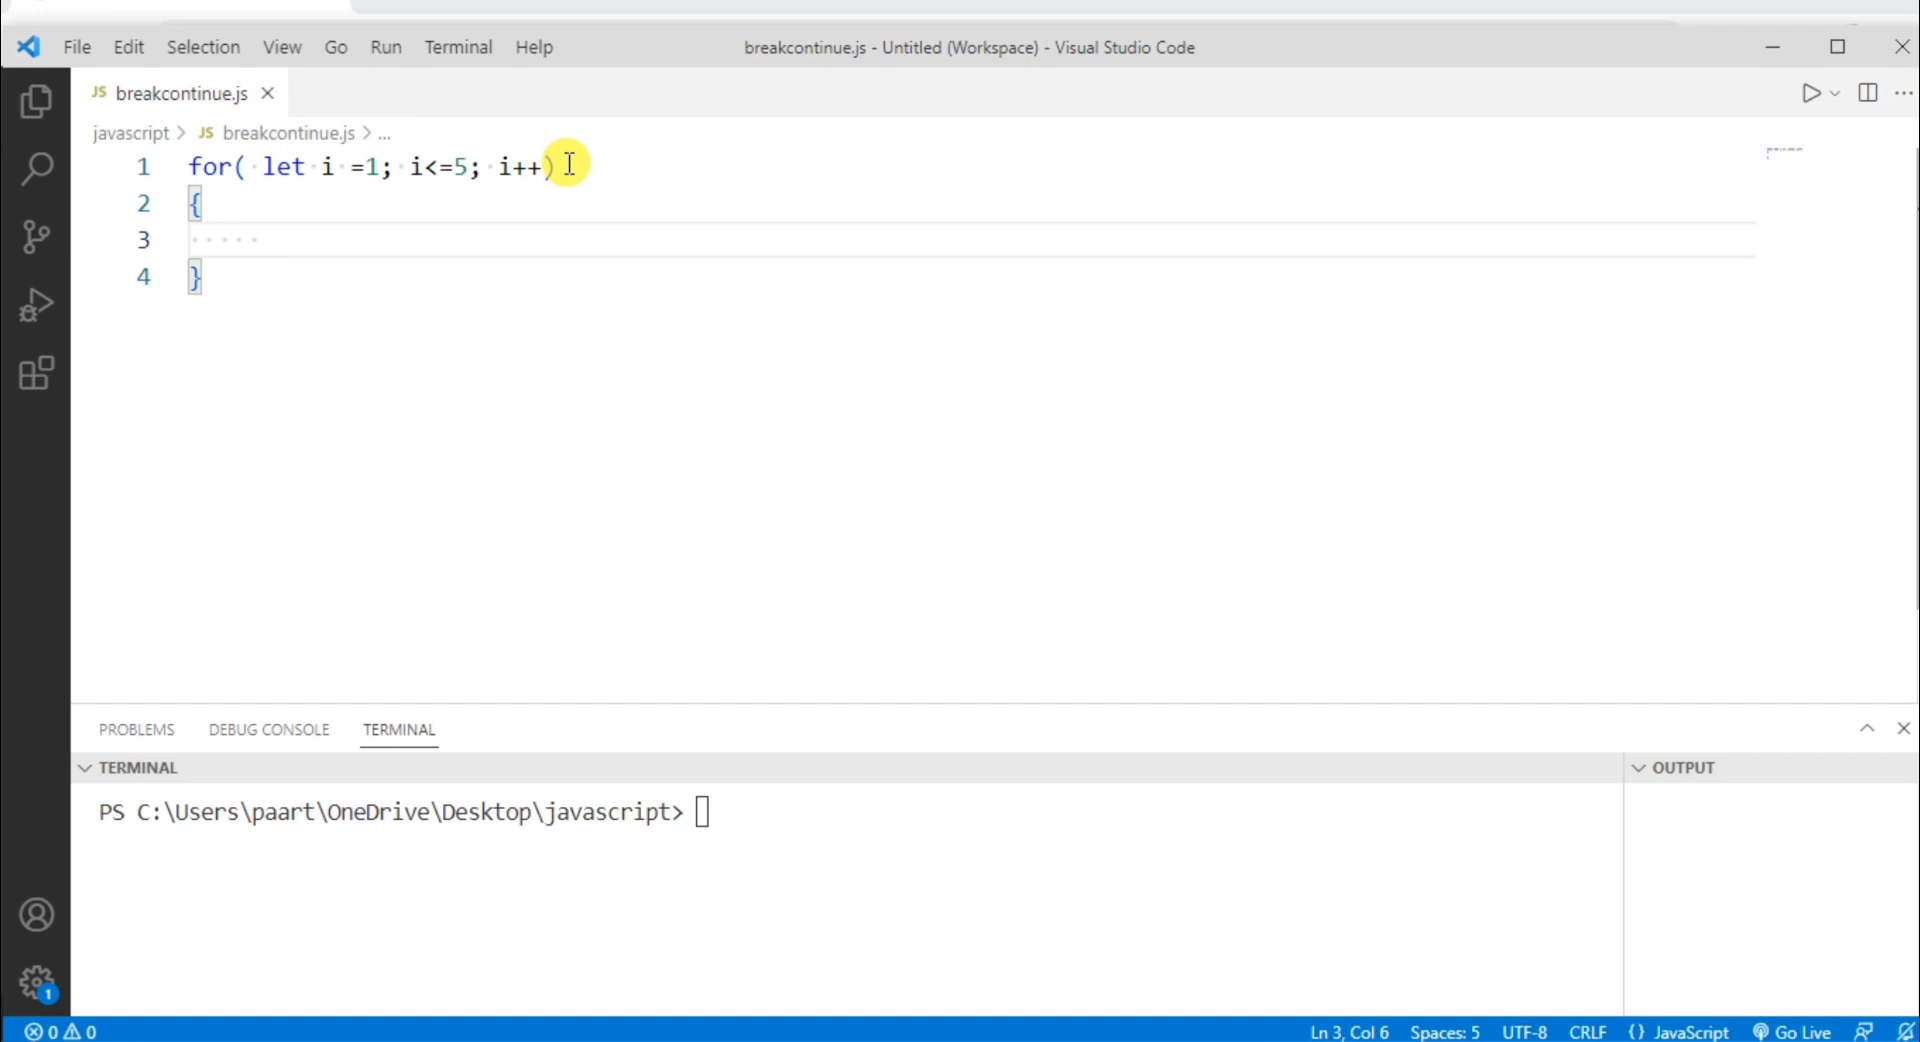 File Edit Selection View Go Run Terminal Help
breakcontinue.js - Untitled (Workspace) - Visual Studio Code
JS breakcontinue.js
javascript > JS breakcontinue.js > ...
1 for( let i =1; i<=5; i++)
2 {
3
4 }
PROBLEMS DEBUG CONSOLE TERMINAL
TERMINAL
OUTPUT
PS C:\Users\paart\OneDrive\Desktop\javascript>
1
0 0
Ln 3, Col 6 Spaces: 5 UTF-8 CRLF {} JavaScript Go Live